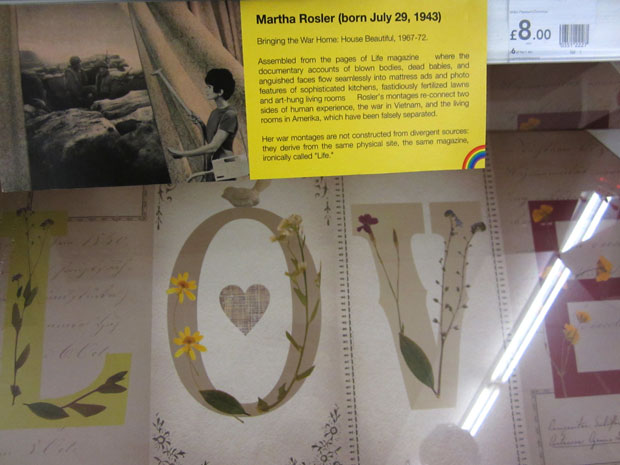 Martha Rosler (born July 29, 1943)
Bringing the War Home: House Beautiful, 1967-72.
Assembled from the pages of Life magazine where the
documentary accounts of blown bodies, dead babies, and
anguished faces flow seamlessly into mattress ads and photo
features of sophisticated kitchens, fastidiously fertilized lawns
and art-hung living rooms Rosler's montages re-connect two
sides of human experience, the war in Vietnam, and the living
rooms in Amerika, which have been falsely separated.
Her war montages are not constructed from divergent sources:
they derive from the same physical site, the same magazine,
ironically called "Life."
£8.00
LOVE